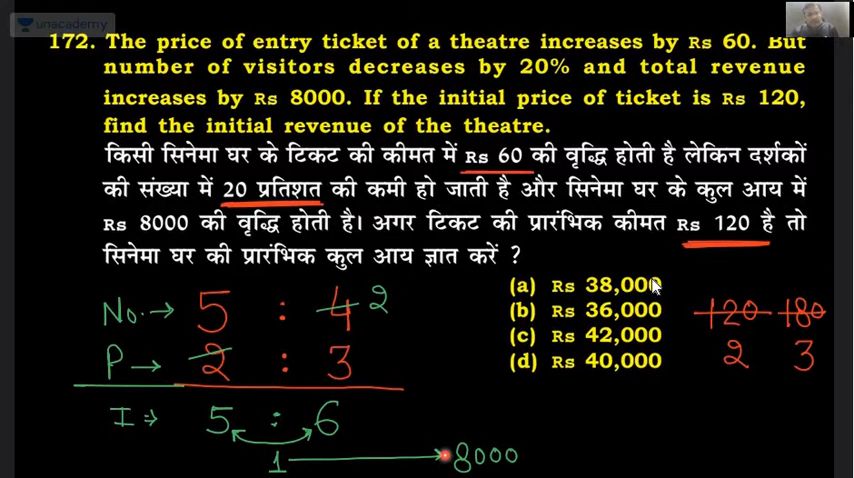 unacademy
172. The price of entry ticket of a theatre increases by Rs 60. But
number of visitors decreases by 20% and total revenue
increases by Rs 8000. If the initial price of ticket is Rs 120,
find the initial revenue of the theatre.
किसी सिनेमा घर के टिकट की कीमत में Rs 60 की वृद्धि होती है लेकिन दर्शकों
की संख्या में 20 प्रतिशत की कमी हो जाती है और सिनेमा घर के कुल आय में
Rs 8000 की वृद्धि होती है। अगर टिकट की प्रारंभिक कीमत Rs 120 है तो
सिनेमा घर की प्रारंभिक कुल आय ज्ञात करें ?
(a) Rs 38,000
(b) Rs 36,000
(c) Rs 42,000
(d) Rs 40,000
No. → 5 : 4 2
P → 2 : 3
I ⇒ 5 : 6
1 → 8000
120 180
2 3